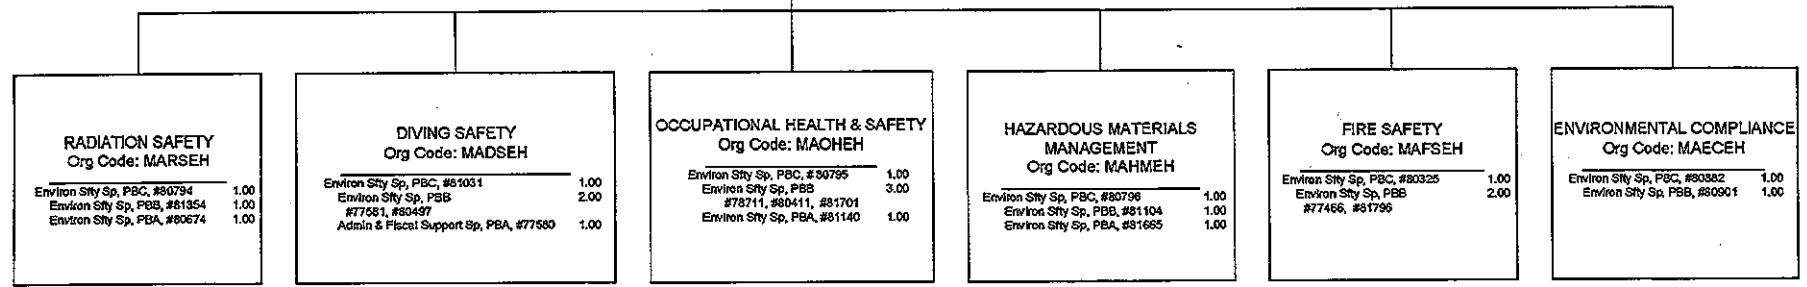 RADIATION SAFETY
Org Code: MARSEH
Environ Sfty Sp, PBC, #80794 1.00
Environ Sfty Sp, PBB, #81354 1.00
Environ Sfty Sp, PBA, #80674 1.00
DIVING SAFETY
Org Code: MADSEH
Environ Sfty Sp, PBC, #81031 1.00
Environ Sfty Sp, PBB 2.00
#77581, #80497
Admin & Fiscal Support Sp, PBA, #77580 1.00
OCCUPATIONAL HEALTH & SAFETY
Org Code: MAOHEH
Environ Sfty Sp, PBC, #80795 1.00
Environ Sfty Sp, PBB 3.00
#78711, #80411, #81701
Environ Sfty Sp, PBA, #81140 1.00
HAZARDOUS MATERIALS
MANAGEMENT
Org Code: MAHMEH
Environ Sfty Sp, PBC, #80796 1.00
Environ Sfty Sp, PBB, #81104 1.00
Environ Sfty Sp, PBA, #81665 1.00
FIRE SAFETY
Org Code: MAFSEH
Environ Sfty Sp, PBC, #80325 1.00
Environ Sfty Sp, PBB 2.00
#77466, #81796
ENVIRONMENTAL COMPLIANCE
Org Code: MAECEH
Environ Sfty Sp, PBC, #80882 1.00
Environ Sfty Sp, PBB, #80901 1.00